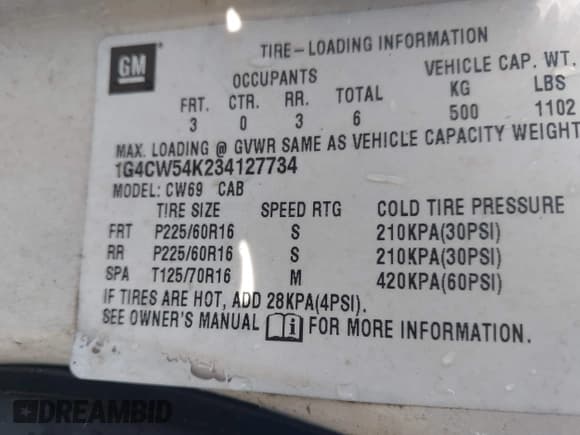 GM
TIRE-LOADING INFORMATION
OCCUPANTS VEHICLE CAP. WT.
FRT. CTR. RR. TOTAL KG LBS
3 0 3 6 500 1102
MAX. LOADING @ GVWR SAME AS VEHICLE CAPACITY WEIGHT
1G4CW54K234127734
MODEL: CW69 CAB
TIRE SIZE SPEED RTG COLD TIRE PRESSURE
FRT P225/60R16 S 210KPA(30PSI)
RR P225/60R16 S 210KPA(30PSI)
SPA T125/70R16 M 420KPA(60PSI)
IF TIRES ARE HOT, ADD 28KPA(4PSI).
SEE OWNER'S MANUAL i FOR MORE INFORMATION.
DREAMBID